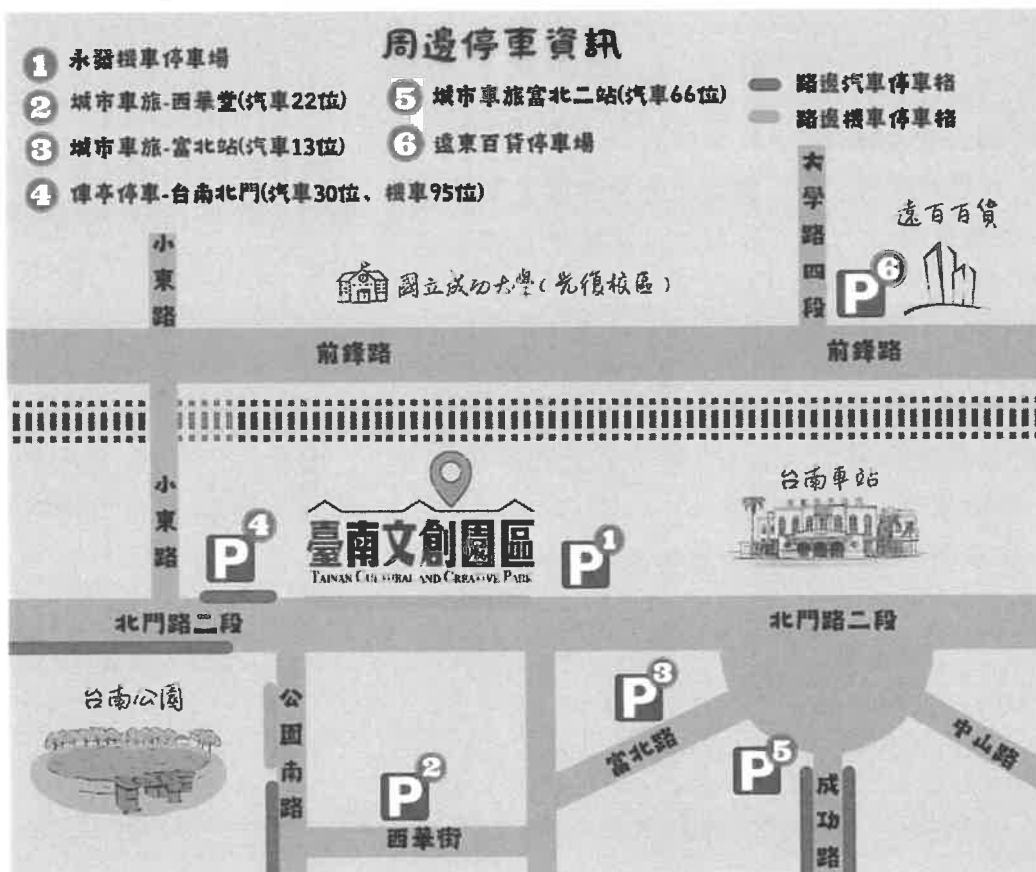 周邊停車資訊
1 永發機車停車場
2 城市車旅-西華堂(汽車22位)
3 城市車旅-富北站(汽車13位)
4 俥亭停車-台南北門(汽車30位、機車95位)
5 城市車旅富北二站(汽車66位)
6 遠東百貨停車場
路邊汽車停車格
路邊機車停車格
小東路
大學路四段
遠百百貨
P6
國立成功大學(光復校區)
前鋒路
前鋒路
小東路
台南車站
P4
臺南文創園區
TAINAN CULTURAL AND CREATIVE PARK
P1
北門路二段
北門路二段
台南公園
公園南路
P3
富北路
中山路
P5
P2
成功路
西華街